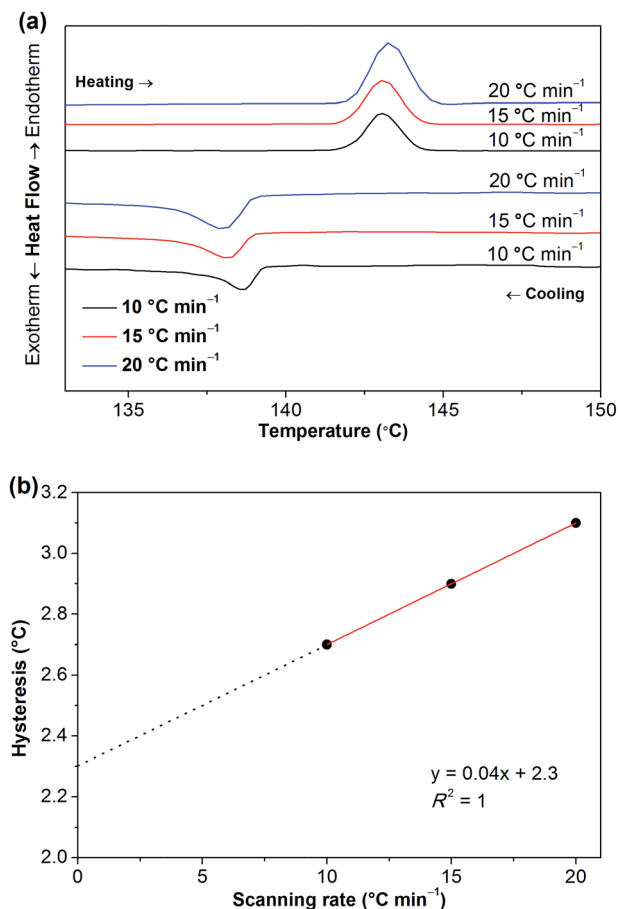 (a)
Heating →
20 °C min⁻¹
15 °C min⁻¹
10 °C min⁻¹
20 °C min⁻¹
15 °C min⁻¹
10 °C min⁻¹
← Cooling
10 °C min⁻¹
15 °C min⁻¹
20 °C min⁻¹
Exotherm ← Heat Flow → Endotherm
135 140 145 150
Temperature (°C)
(b)
3.2
3.0
2.8
2.6
2.4
2.2
2.0
Hysteresis (°C)
y = 0.04x + 2.3
R² = 1
0 5 10 15 20
Scanning rate (°C min⁻¹)